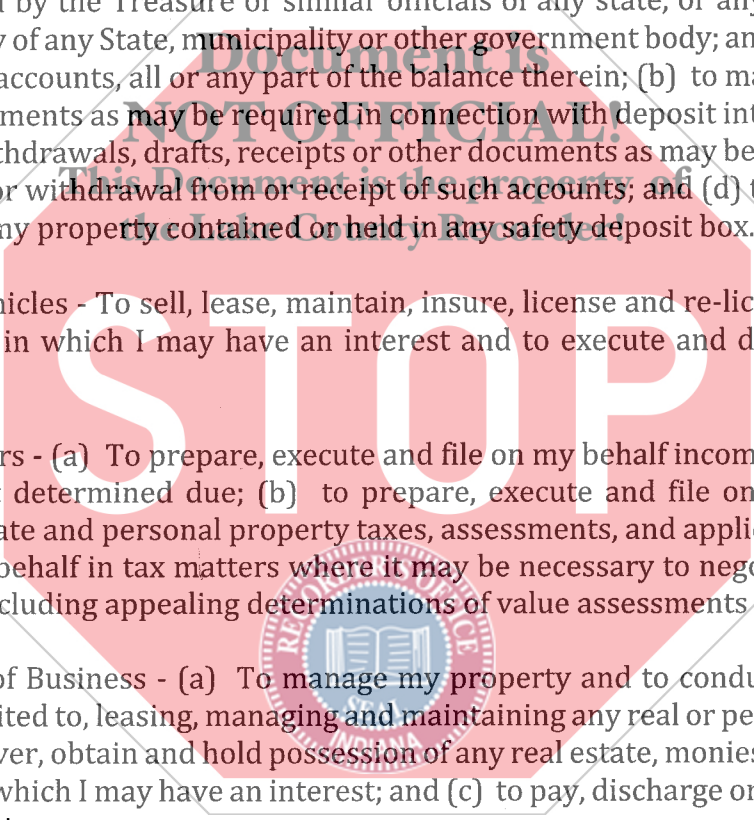 by the Treasure or similar officials of any state, or any
of any State, municipality or other government body; an
accounts, all or any part of the balance therein; (b) to ma
ments as may be required in connection with deposit int
thdrawals, drafts, receipts or other documents as may be
or withdrawal from or receipt of such accounts; and (d) t
my property contained or held in any safety deposit box.
Document is
NOT OFFICIAL!
This Document is the property of
the Lake County Recorder!
hicles - To sell, lease, maintain, insure, license and re-lic
in which I may have an interest and to execute and d
STOP
rs - (a) To prepare, execute and file on my behalf incom
determined due; (b) to prepare, execute and file on
ate and personal property taxes, assessments, and appli
behalf in tax matters where it may be necessary to nego
cluding appealing determinations of value assessments
RECORDER'S OFFICE
SEAL
INDIANA
of Business - (a) To manage my property and to condu
ited to, leasing, managing and maintaining any real or pe
ver, obtain and hold possession of any real estate, monies
which I may have an interest; and (c) to pay, discharge or